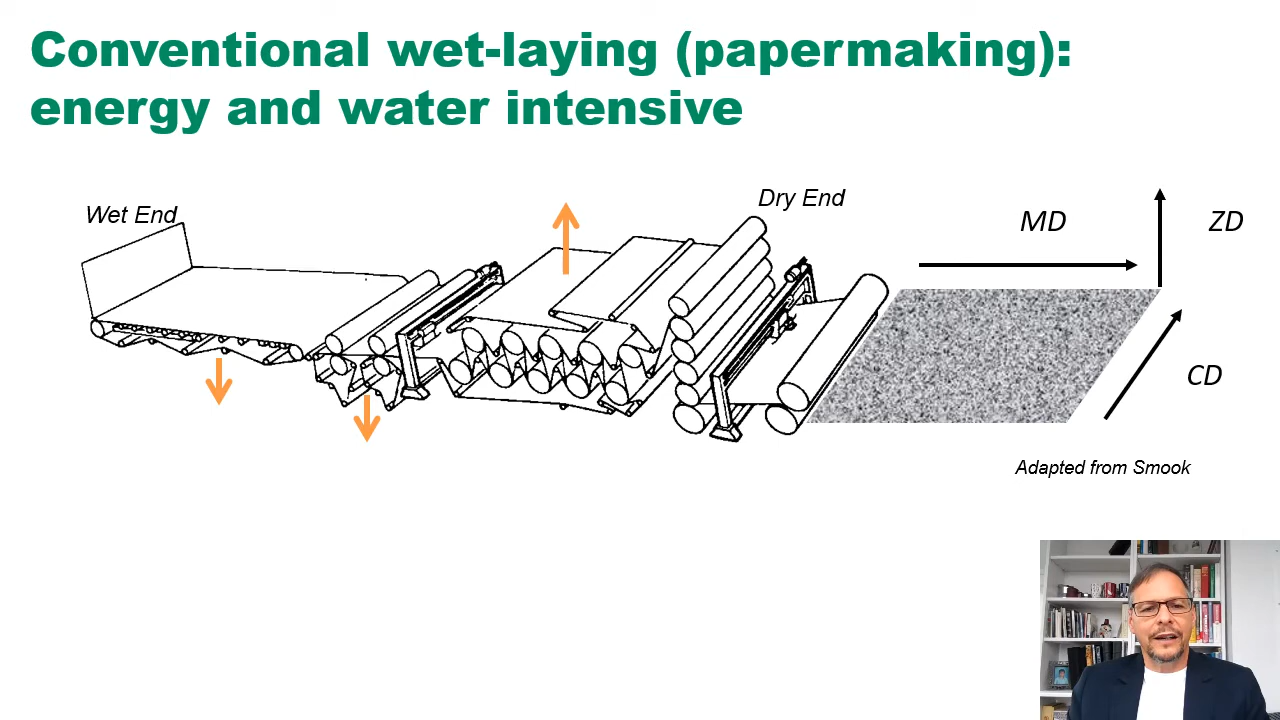 Conventional wet-laying (papermaking):
energy and water intensive
Wet End
Dry End
MD
ZD
CD
Adapted from Smook